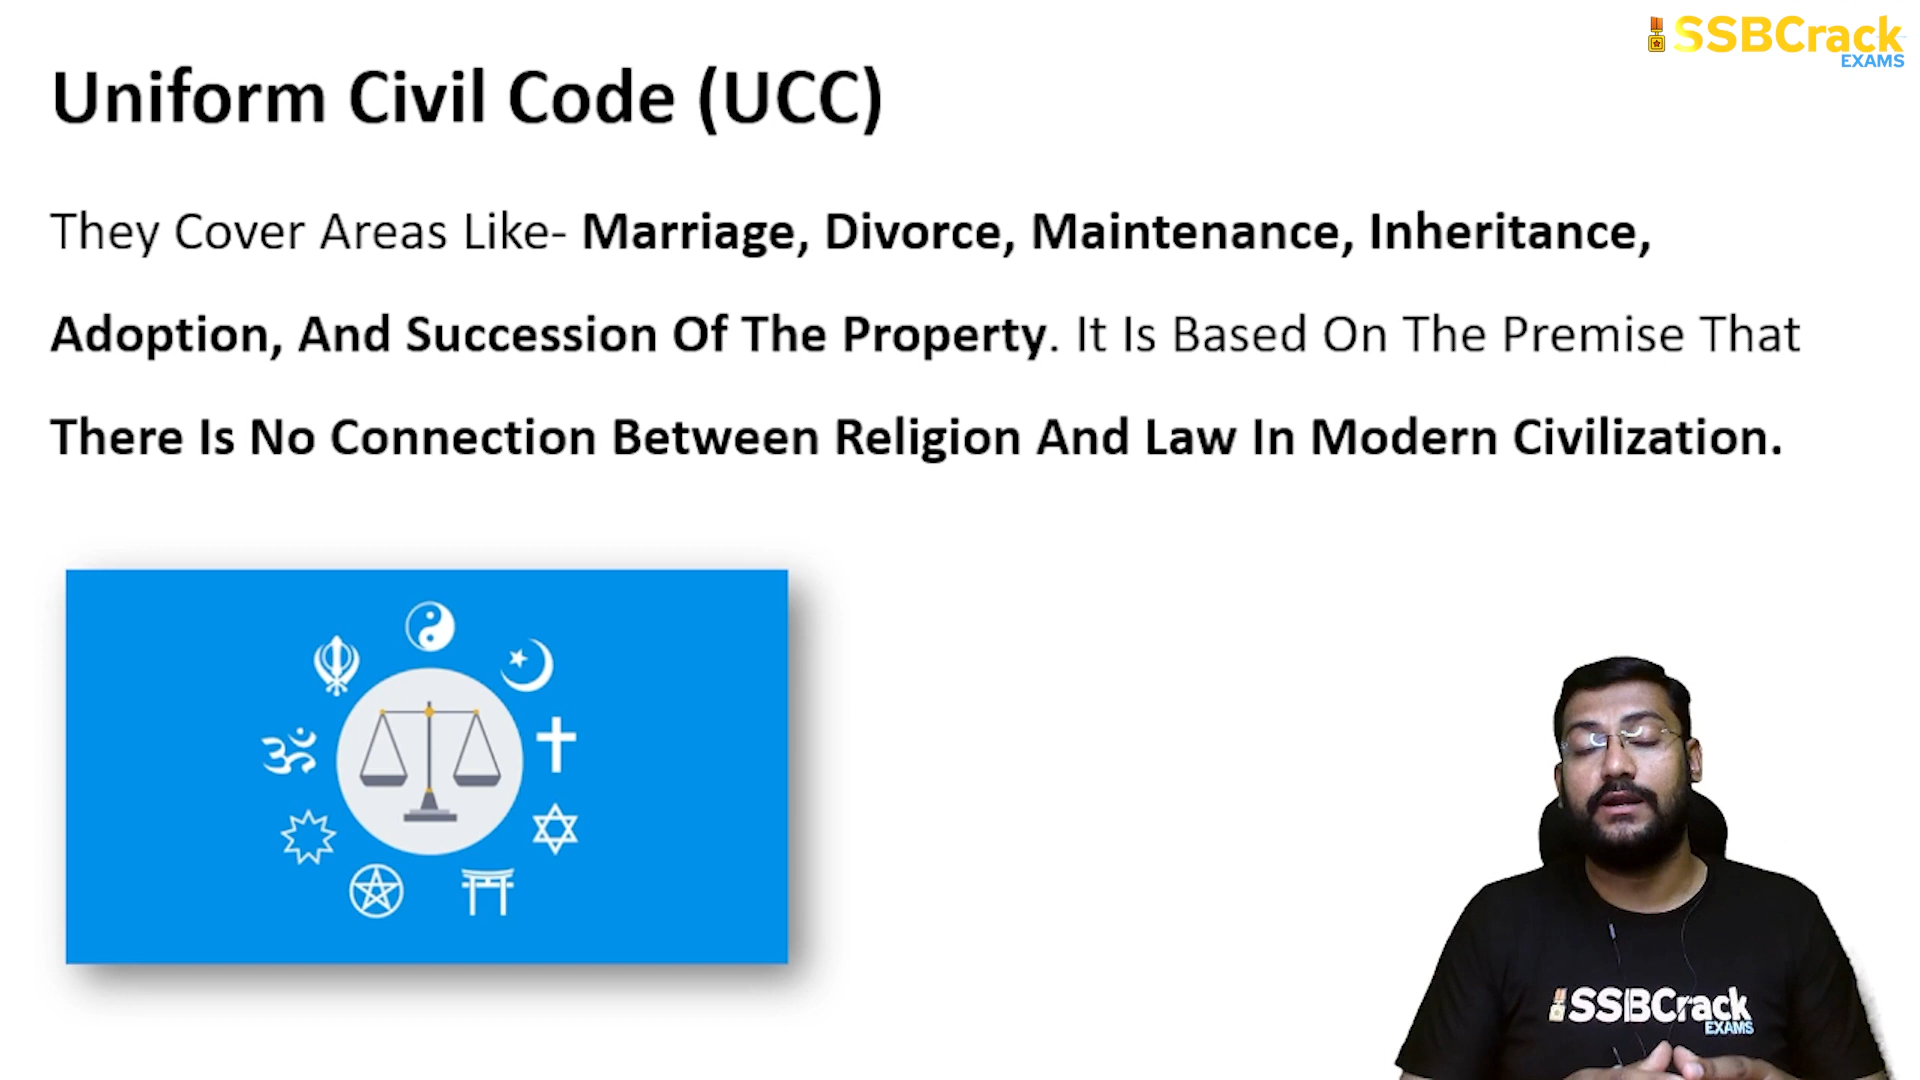 SSBCrack
EXAMS
Uniform Civil Code (UCC)
They Cover Areas Like- Marriage, Divorce, Maintenance, Inheritance,
Adoption, And Succession Of The Property. It Is Based On The Premise That
There Is No Connection Between Religion And Law In Modern Civilization.
ॐ
SSBCrack
EXAMS